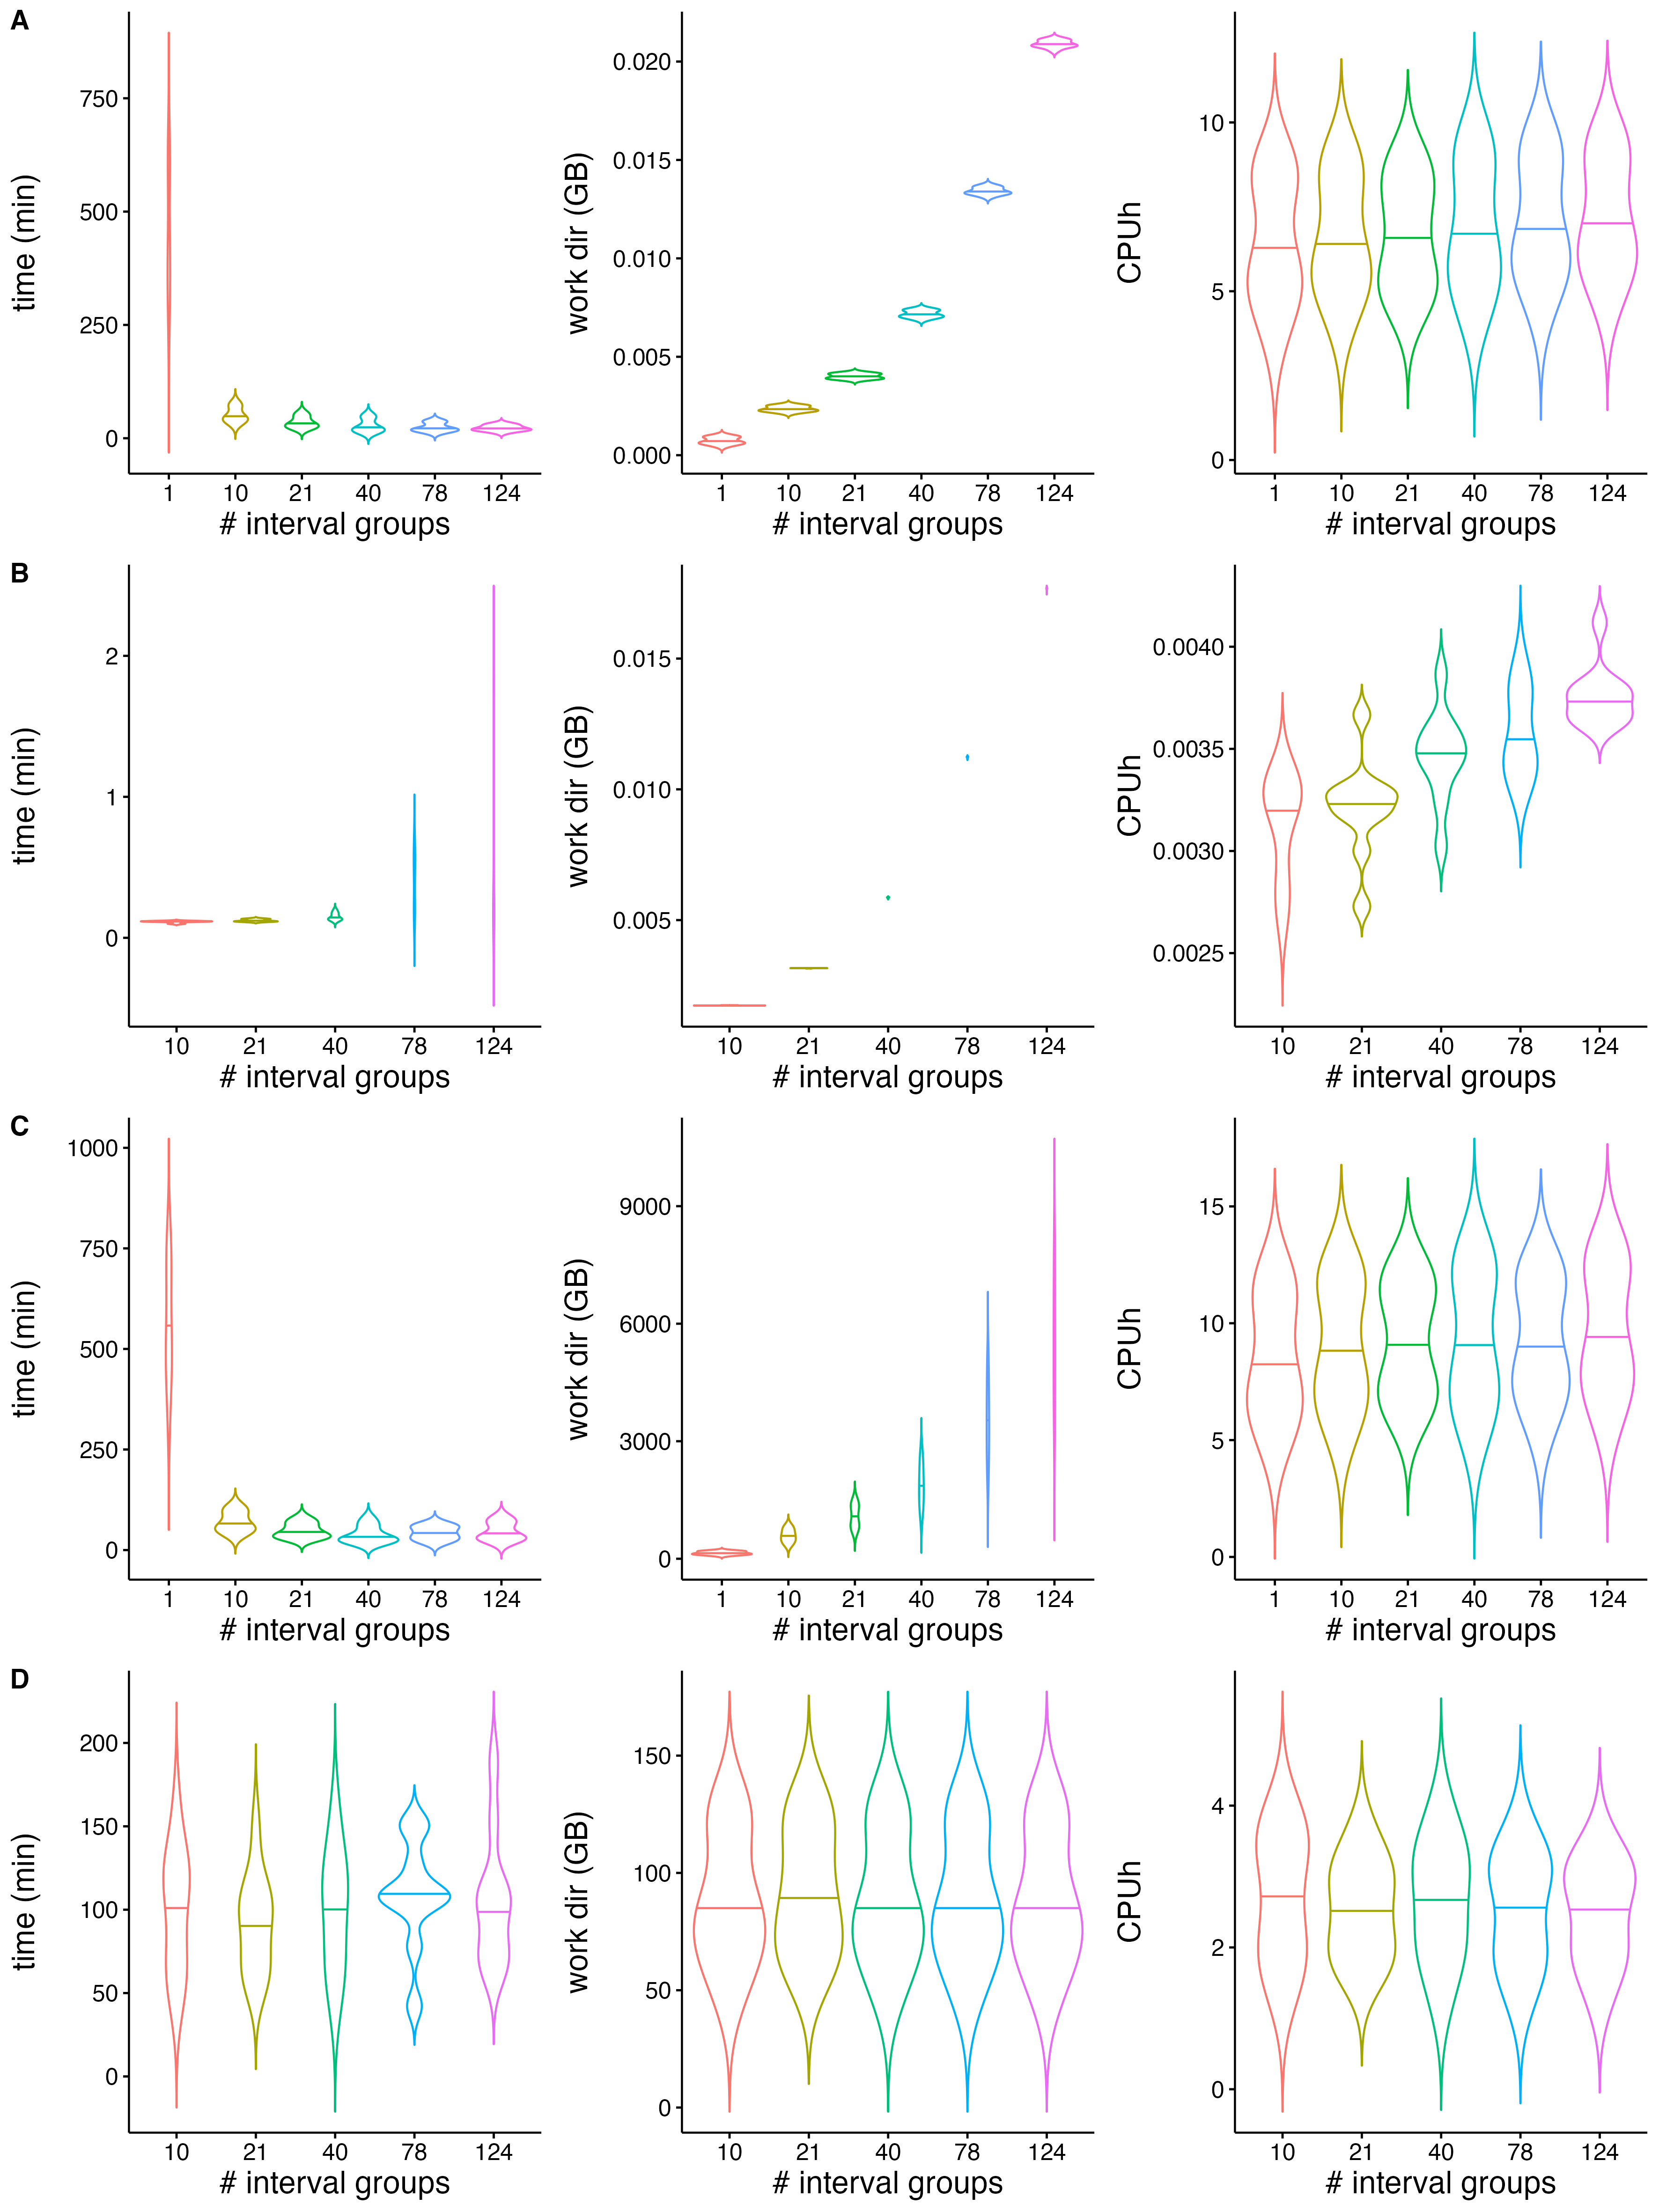 A
time (min)
750
500
250
0
1 10 21 40 78 124
# interval groups
work dir (GB)
0.020
0.015
0.010
0.005
0.000
1 10 21 40 78 124
# interval groups
CPUh
10
5
0
1 10 21 40 78 124
# interval groups
B
time (min)
2
1
0
10 21 40 78 124
# interval groups
work dir (GB)
0.015
0.010
0.005
10 21 40 78 124
# interval groups
CPUh
0.0040
0.0035
0.0030
0.0025
10 21 40 78 124
# interval groups
C
time (min)
1000
750
500
250
0
1 10 21 40 78 124
# interval groups
work dir (GB)
9000
6000
3000
0
1 10 21 40 78 124
# interval groups
CPUh
15
10
5
0
1 10 21 40 78 124
# interval groups
D
time (min)
200
150
100
50
0
10 21 40 78 124
# interval groups
work dir (GB)
150
100
50
0
10 21 40 78 124
# interval groups
CPUh
4
2
0
10 21 40 78 124
# interval groups